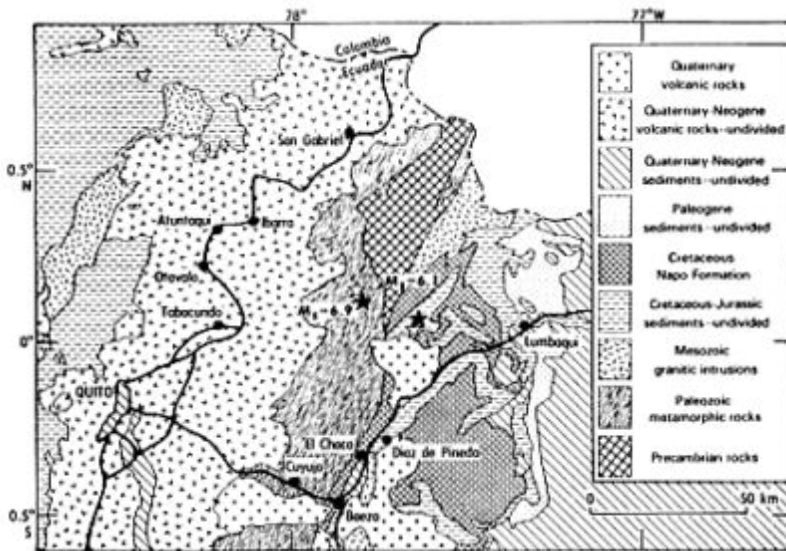 78°
77°W
Colombia
Ecuador
San Gabriel
0.5°
N
Atuntaqui
Ibarra
Otavalo
Tabacundo
0°
QUITO
Lumbaqui
El Chaco
Diaz de Pineda
Cuyuja
Baeza
0.5°
S
Quaternary
volcanic rocks
Quaternary-Neogene
volcanic rocks--undivided
Quaternary-Neogene
sediments--undivided
Paleogene
sediments--undivided
Cretaceous
Napo Formation
Cretaceous-Jurassic
sediments--undivided
Mesozoic
granitic intrusions
Paleozoic
metamorphic rocks
Precambrian rocks
0
50 km